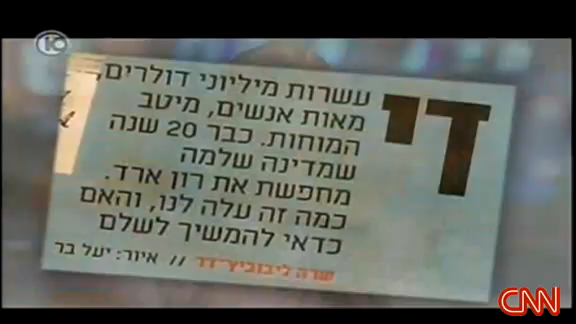 10
די
עשרות מיליוני דולרים,
מאות אנשים, מיטב
המוחות. כבר 20 שנה
שמדינה שלמה
מחפשת את רון ארד.
כמה זה עלה לנו, והאם
כדאי להמשיך לשלם
שרה ליבוביץ־דר // איור: יעל בר
CNN